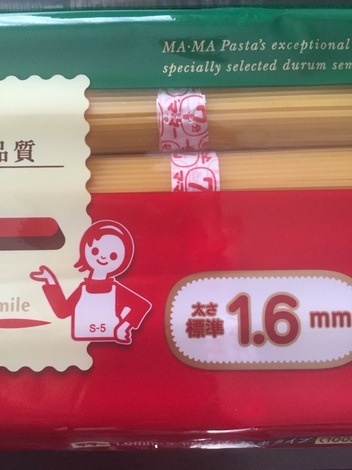 MA·MA Pasta's exceptional
specially selected durum sem
品質
mile
S-5
太さ
標準 1.6 mm